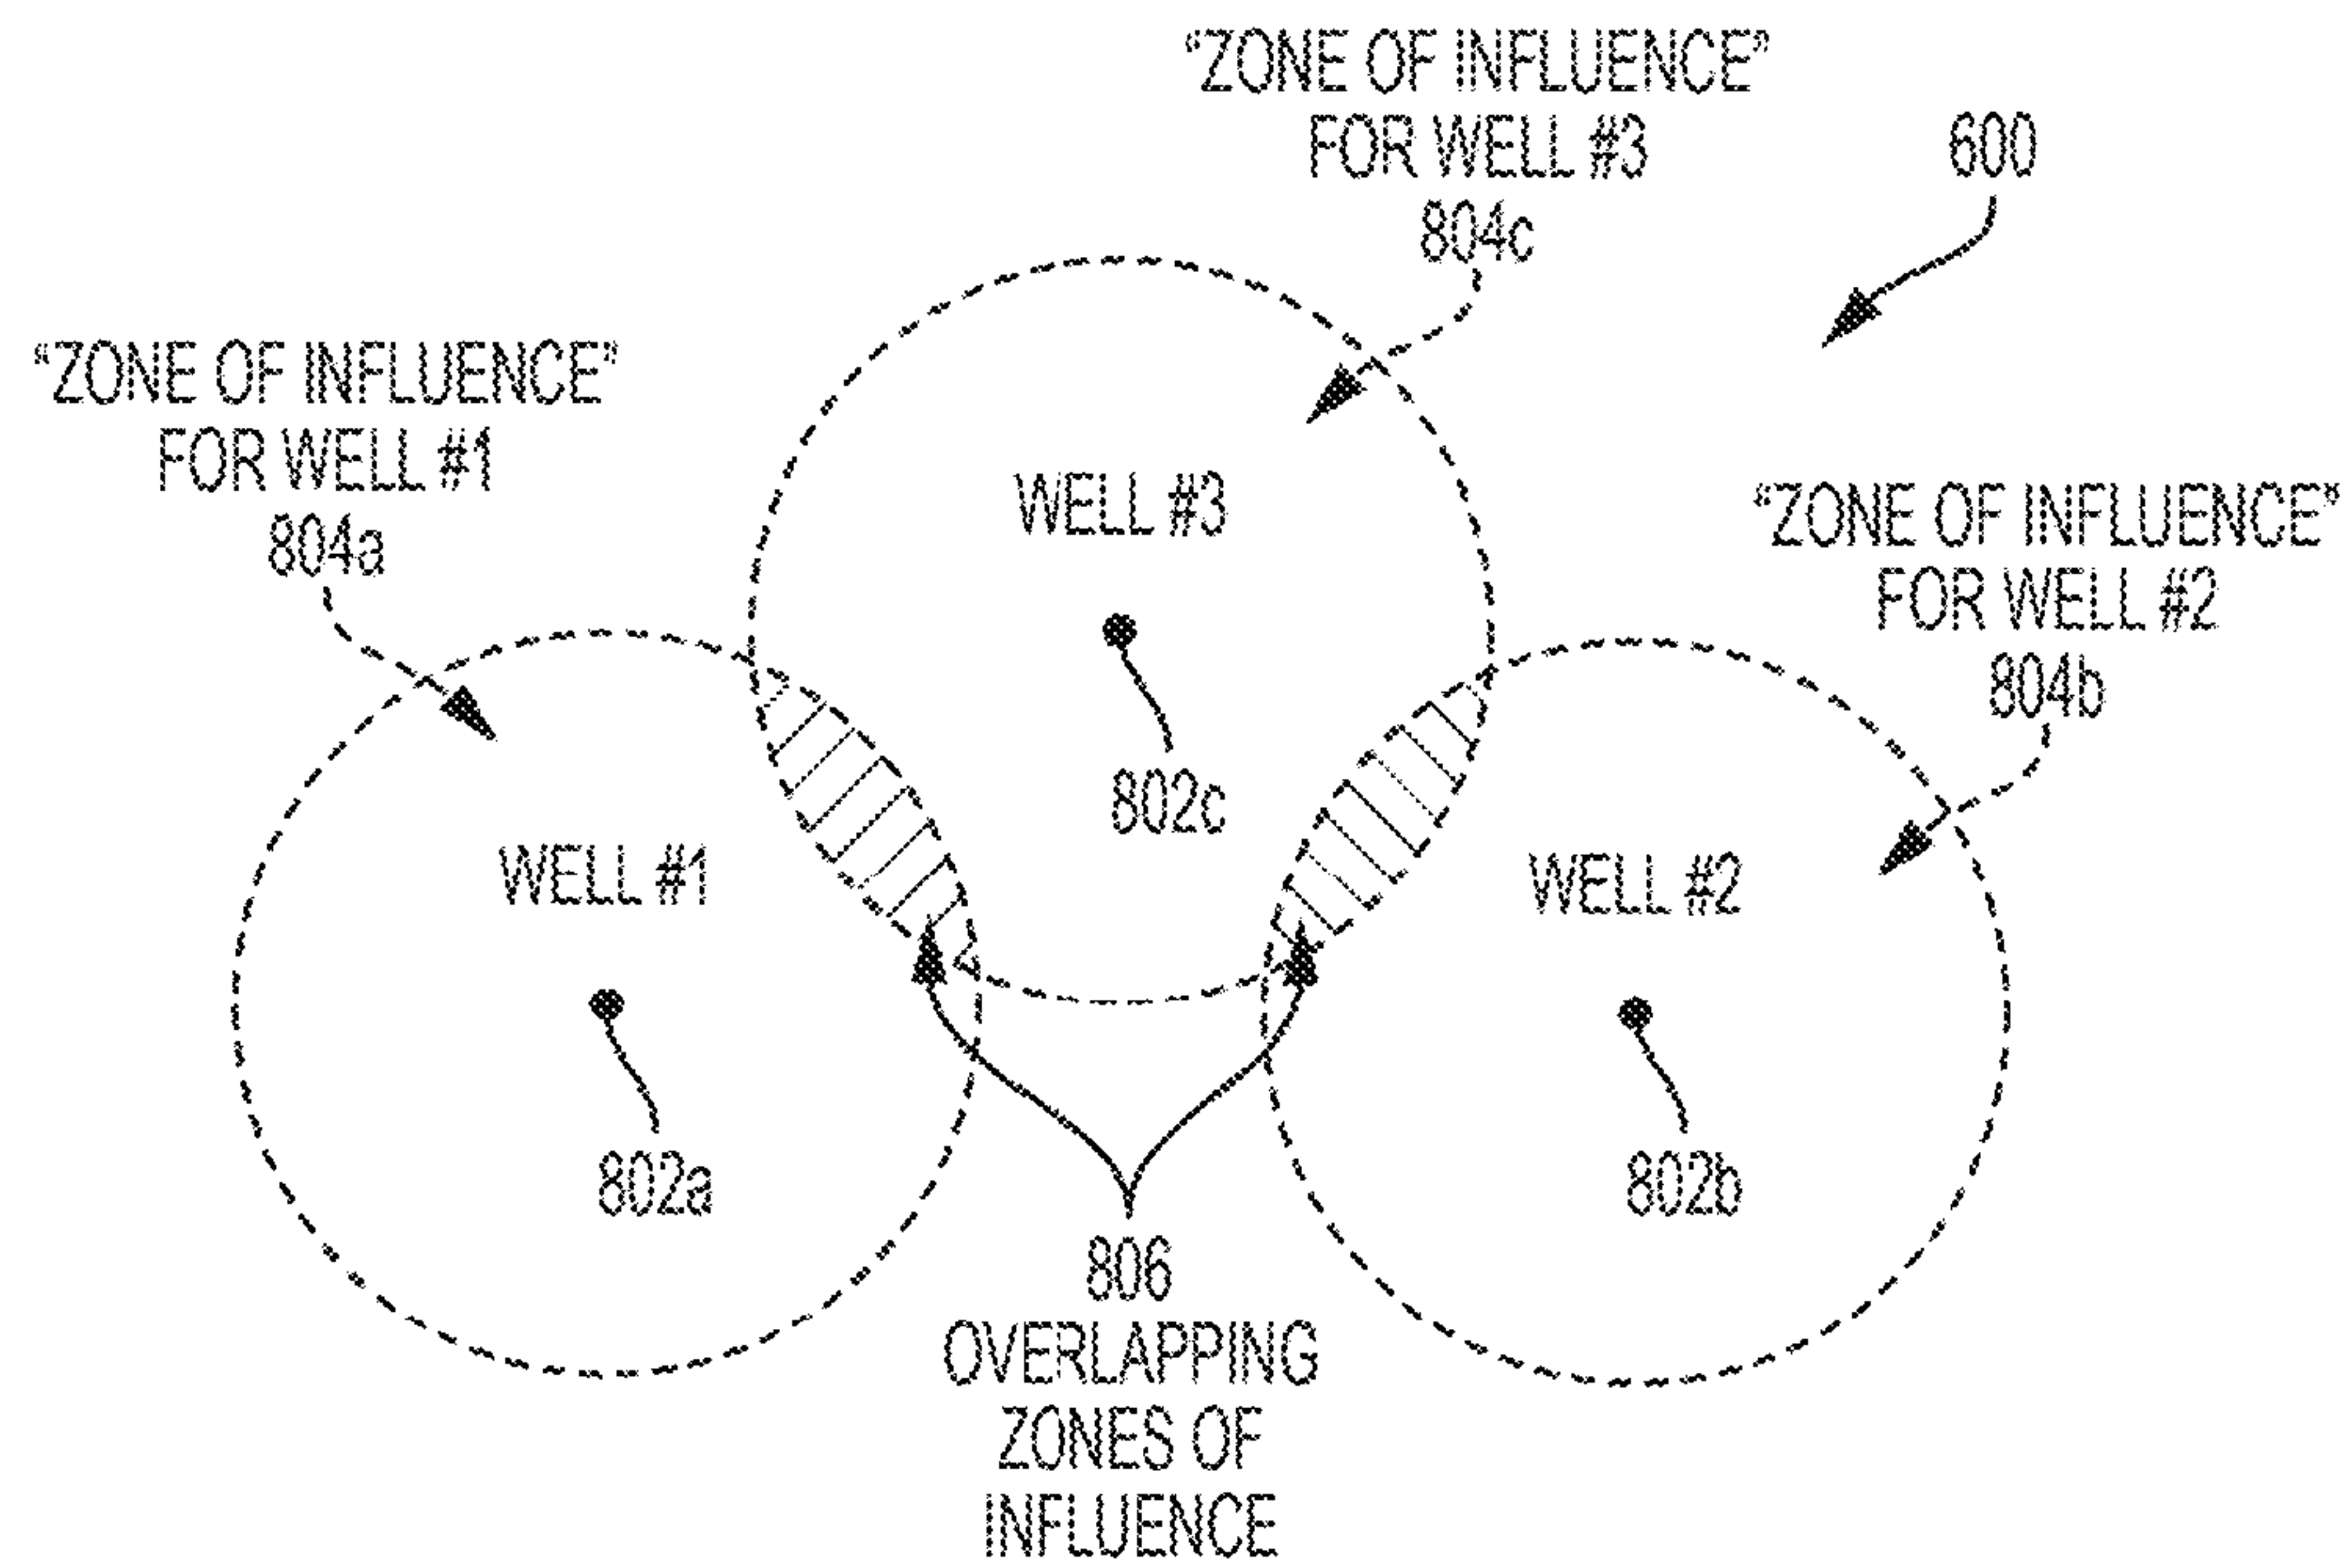 “ZONE OF INFLUENCE”
FOR WELL #3
804c
600
“ZONE OF INFLUENCE”
FOR WELL #1
804a
WELL #3
“ZONE OF INFLUENCE”
FOR WELL #2
804b
802c
WELL #1
WELL #2
802a
802b
806
OVERLAPPING
ZONES OF
INFLUENCE